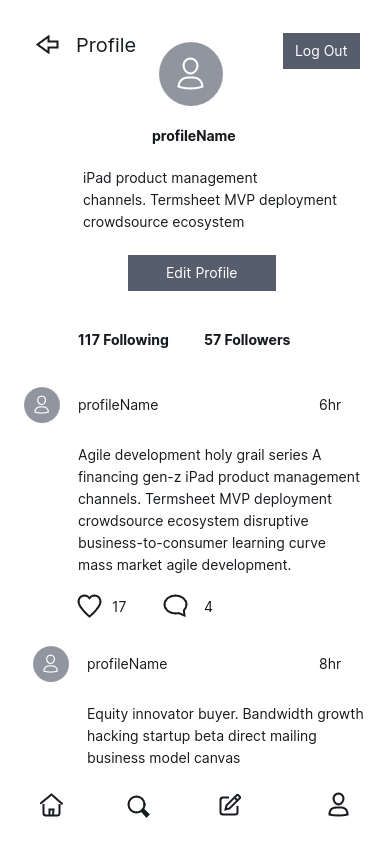 Profile
Log Out
profileName
iPad product management
channels. Termsheet MVP deployment
crowdsource ecosystem
Edit Profile
117 Following 57 Followers
profileName 6hr
Agile development holy grail series A
financing gen-z iPad product management
channels. Termsheet MVP deployment
crowdsource ecosystem disruptive
business-to-consumer learning curve
mass market agile development.
17 4
profileName 8hr
Equity innovator buyer. Bandwidth growth
hacking startup beta direct mailing
business model canvas